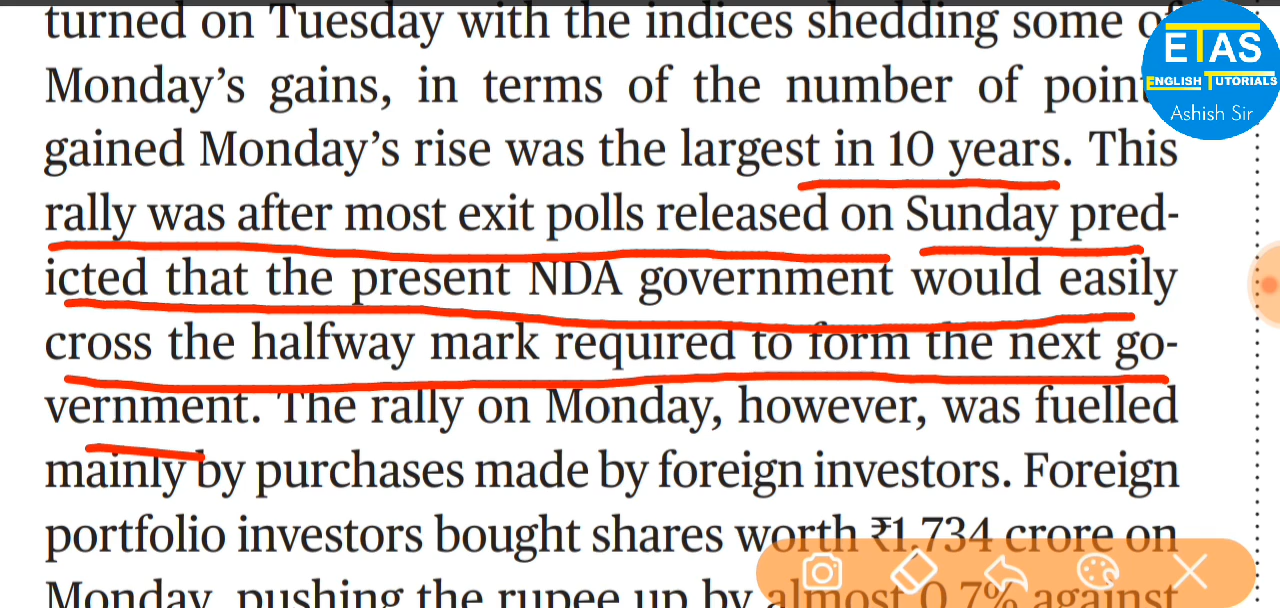 turned on Tuesday with the indices shedding some of
Monday's gains, in terms of the number of points
gained Monday's rise was the largest in 10 years. This
rally was after most exit polls released on Sunday pred-
icted that the present NDA government would easily
cross the halfway mark required to form the next go-
vernment. The rally on Monday, however, was fuelled
mainly by purchases made by foreign investors. Foreign
portfolio investors bought shares worth ₹1,734 crore on
Monday, pushing the rupee up by almost 0.7% against
ETAS
ENGLISH TUTORIALS
Ashish Sir